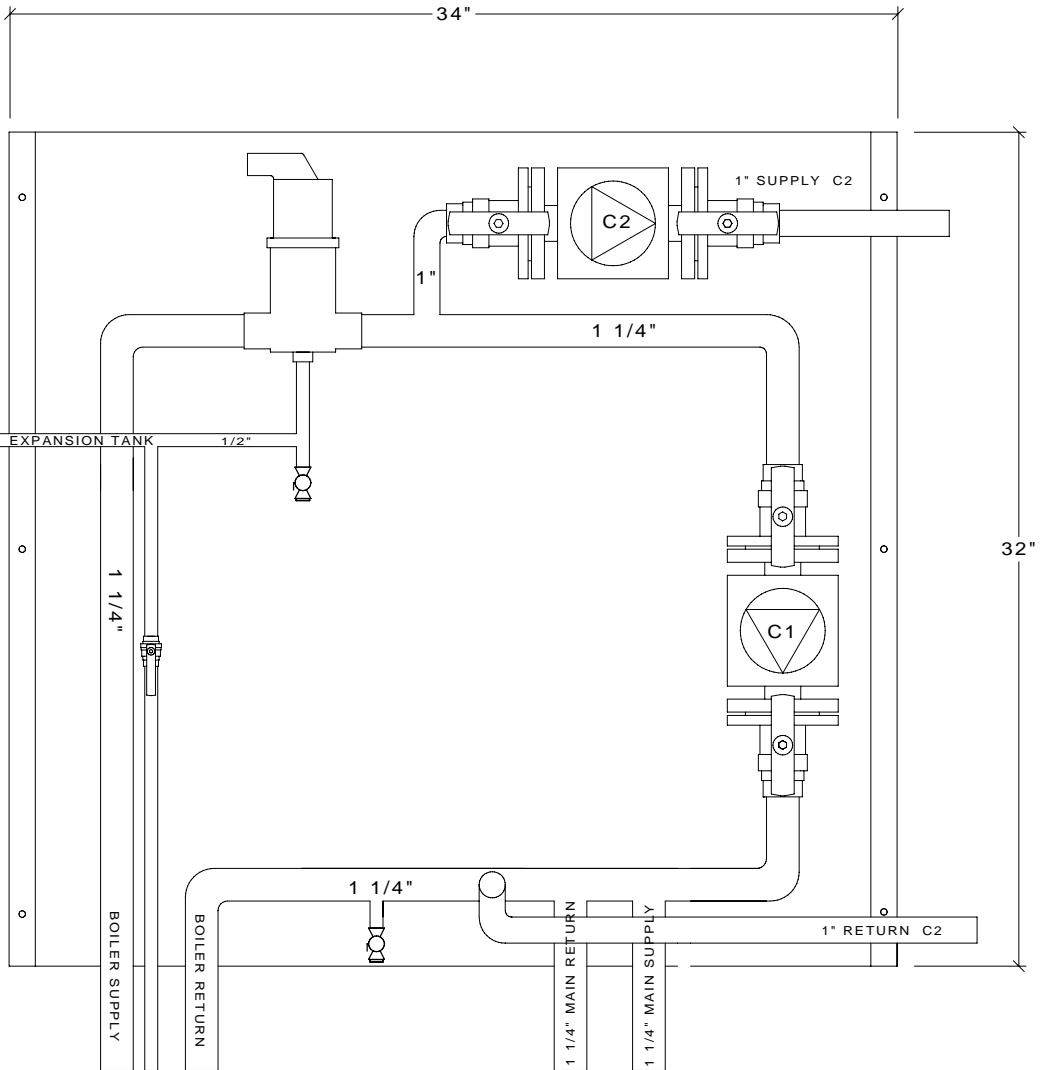 34"
1" SUPPLY C2
C2
1"
1 1/4"
EXPANSION TANK
1/2"
32"
1 1/4"
C1
1 1/4"
BOILER SUPPLY
BOILER RETURN
1 1/4" MAIN RETURN
1 1/4" MAIN SUPPLY
1" RETURN C2